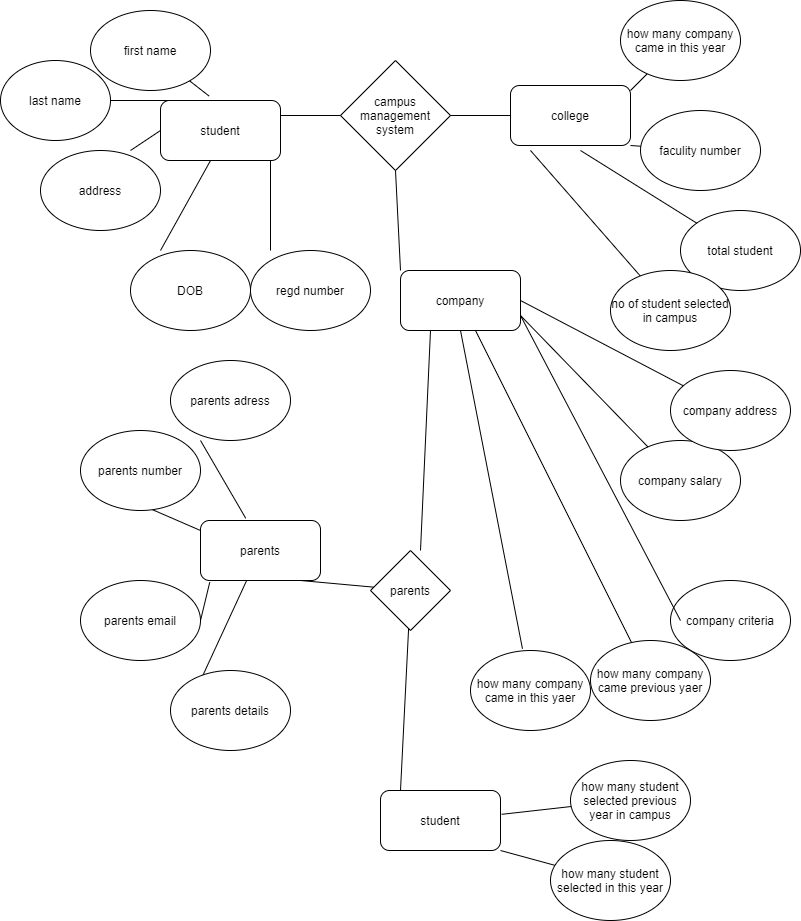 first name
how many company
came in this year
last name
student
campus
management
system
college
faculity number
address
total student
DOB
regd number
company
no of student selected
in campus
parents adress
company address
parents number
company salary
parents
parents
parents email
company criteria
how many company
came in this yaer
how many company
came previous yaer
parents details
student
how many student
selected previous
year in campus
how many student
selected in this year